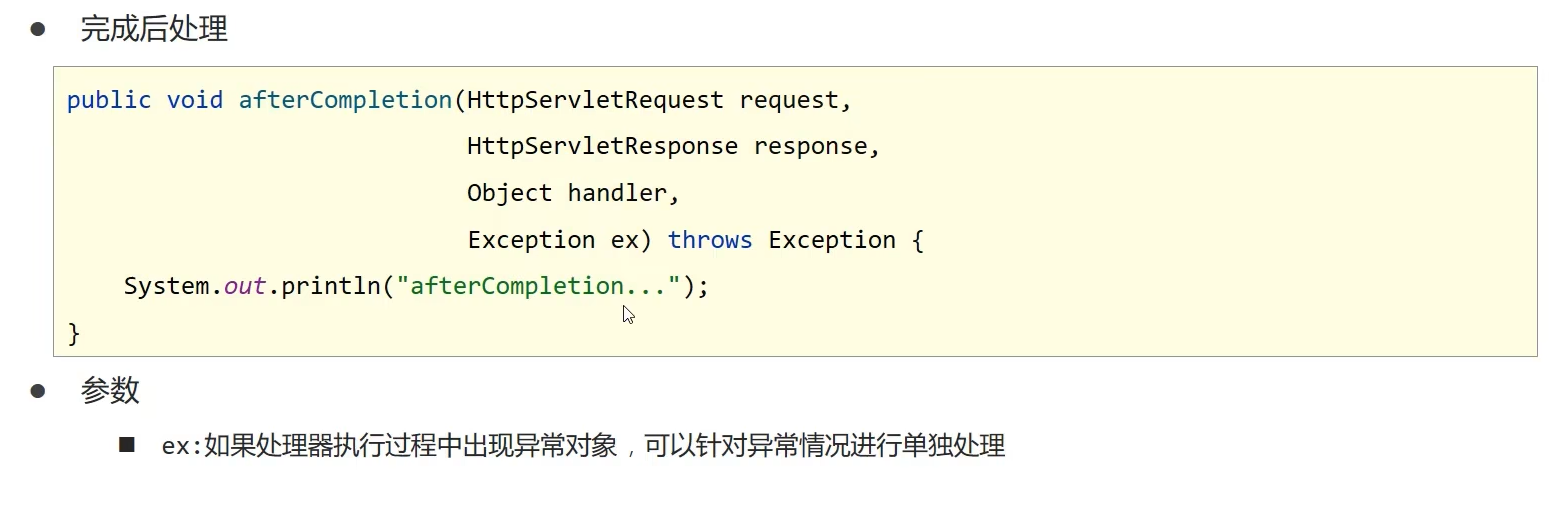 ● 完成后处理
public void afterCompletion(HttpServletRequest request,
HttpServletResponse response,
Object handler,
Exception ex) throws Exception {
System.out.println("afterCompletion...");
}
● 参数
■ ex:如果处理器执行过程中出现异常对象，可以针对异常情况进行单独处理